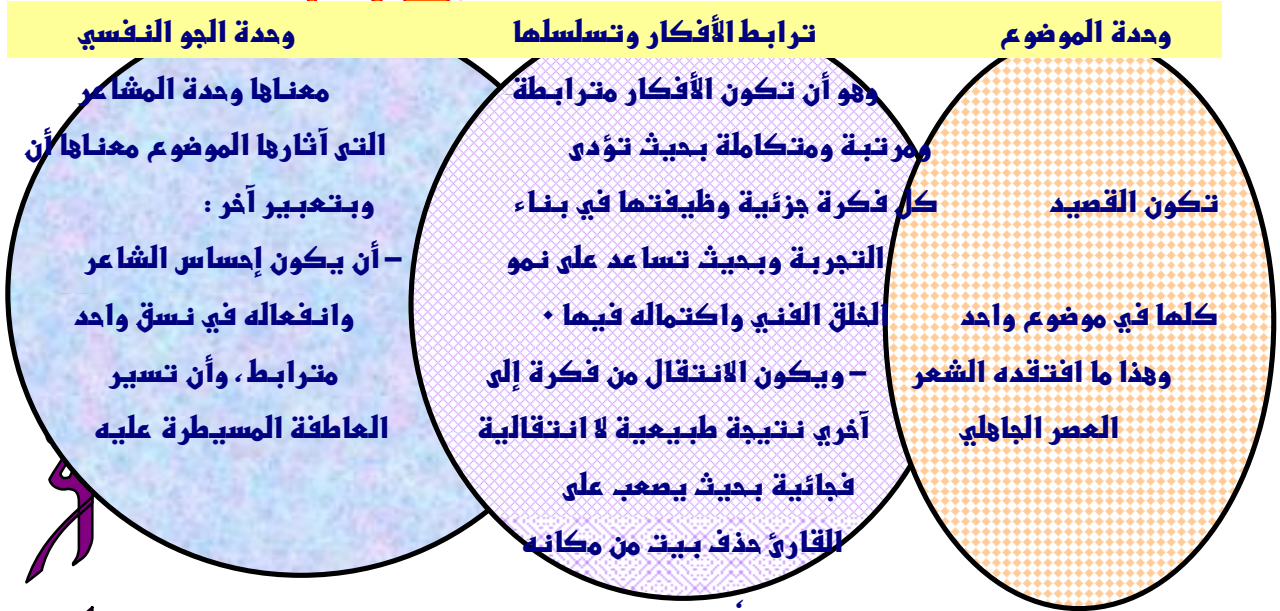 وحدة الموضوع ترابط الأفكار وتسلسلها وحدة الجو النفسي
وهو أن تكون الأفكار مترابطة معناها وحدة المشاعر
ومرتبة ومتكاملة بحيث تؤدى التى آثارها الموضوع معناها أن
تكون القصيد كل فكرة جزئية وظيفتها في بناء وبتعبير آخر :
التجربة وبحيث تساعد على نمو – أن يكون إحساس الشاعر
كلها في موضوع واحد الخلق الفني واكتماله فيها • وانفعاله في نسق واحد
وهذا ما افتقده الشعر – ويكون الانتقال من فكرة إلى مترابط ، وأن تسير
العصر الجاهلي آخري نتيجة طبيعية لا انتقالية العاطفة المسيطرة عليه
فجائية بحيث يصعب على
القارئ حذف بيت من مكانه